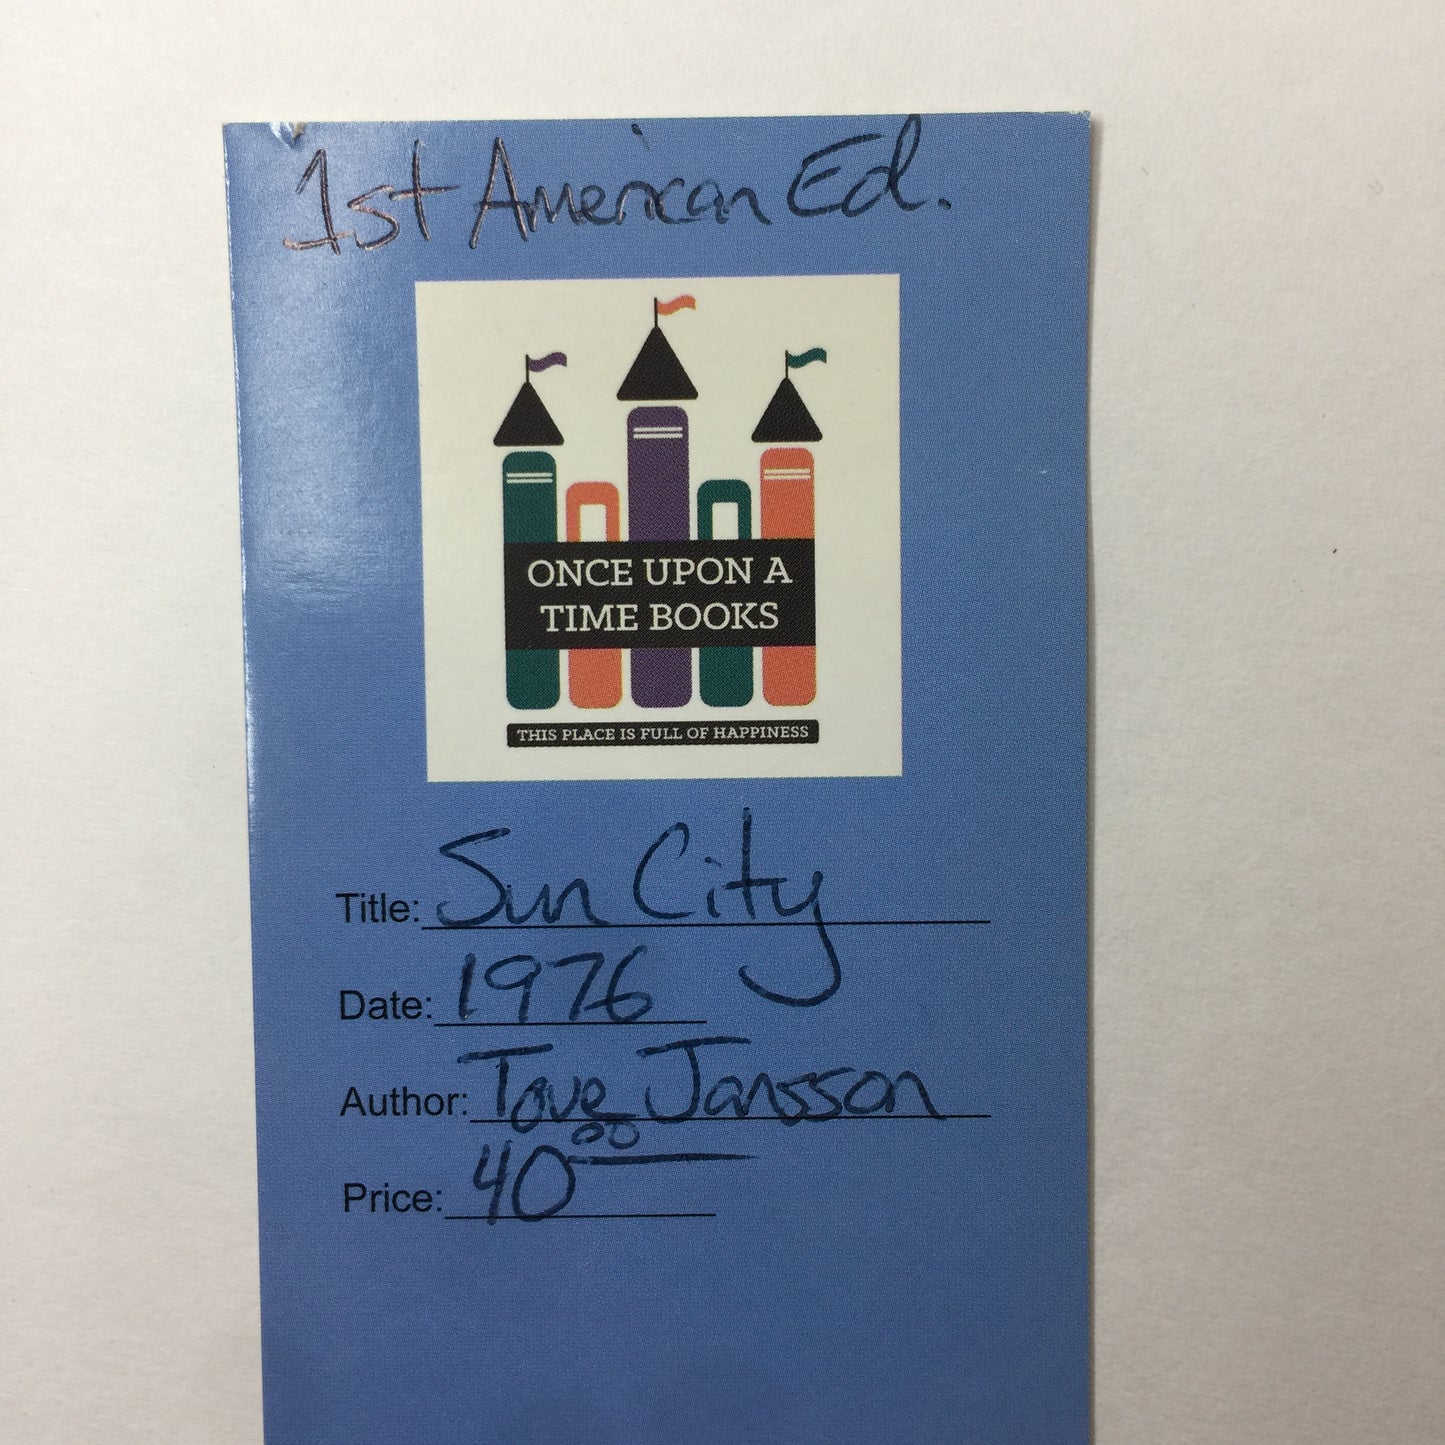 1st American Ed.
ONCE UPON A
TIME BOOKS
THIS PLACE IS FULL OF HAPPINESS
Title: Sun City
Date: 1976
Author: Tove Jansson
Price: 40 00